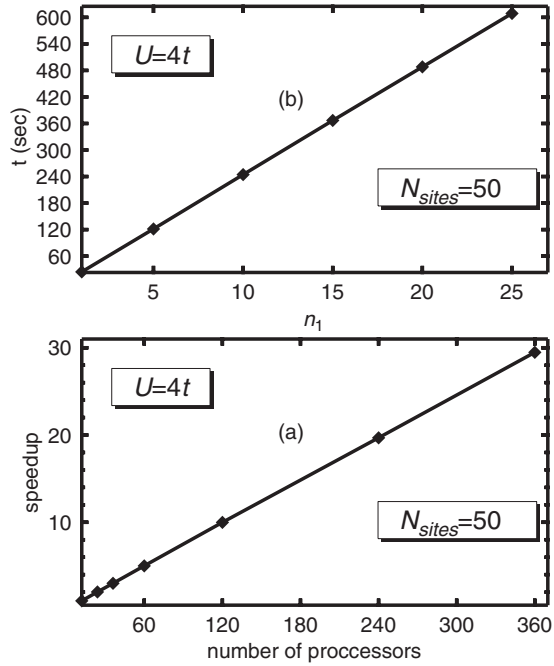 600
540
480
420
360
300
240
180
120
60
t (sec)
U=4t
(b)
N_sites=50
5 10 15 20 25
n_1
30
20
10
speedup
U=4t
(a)
N_sites=50
60 120 180 240 300 360
number of proccessors